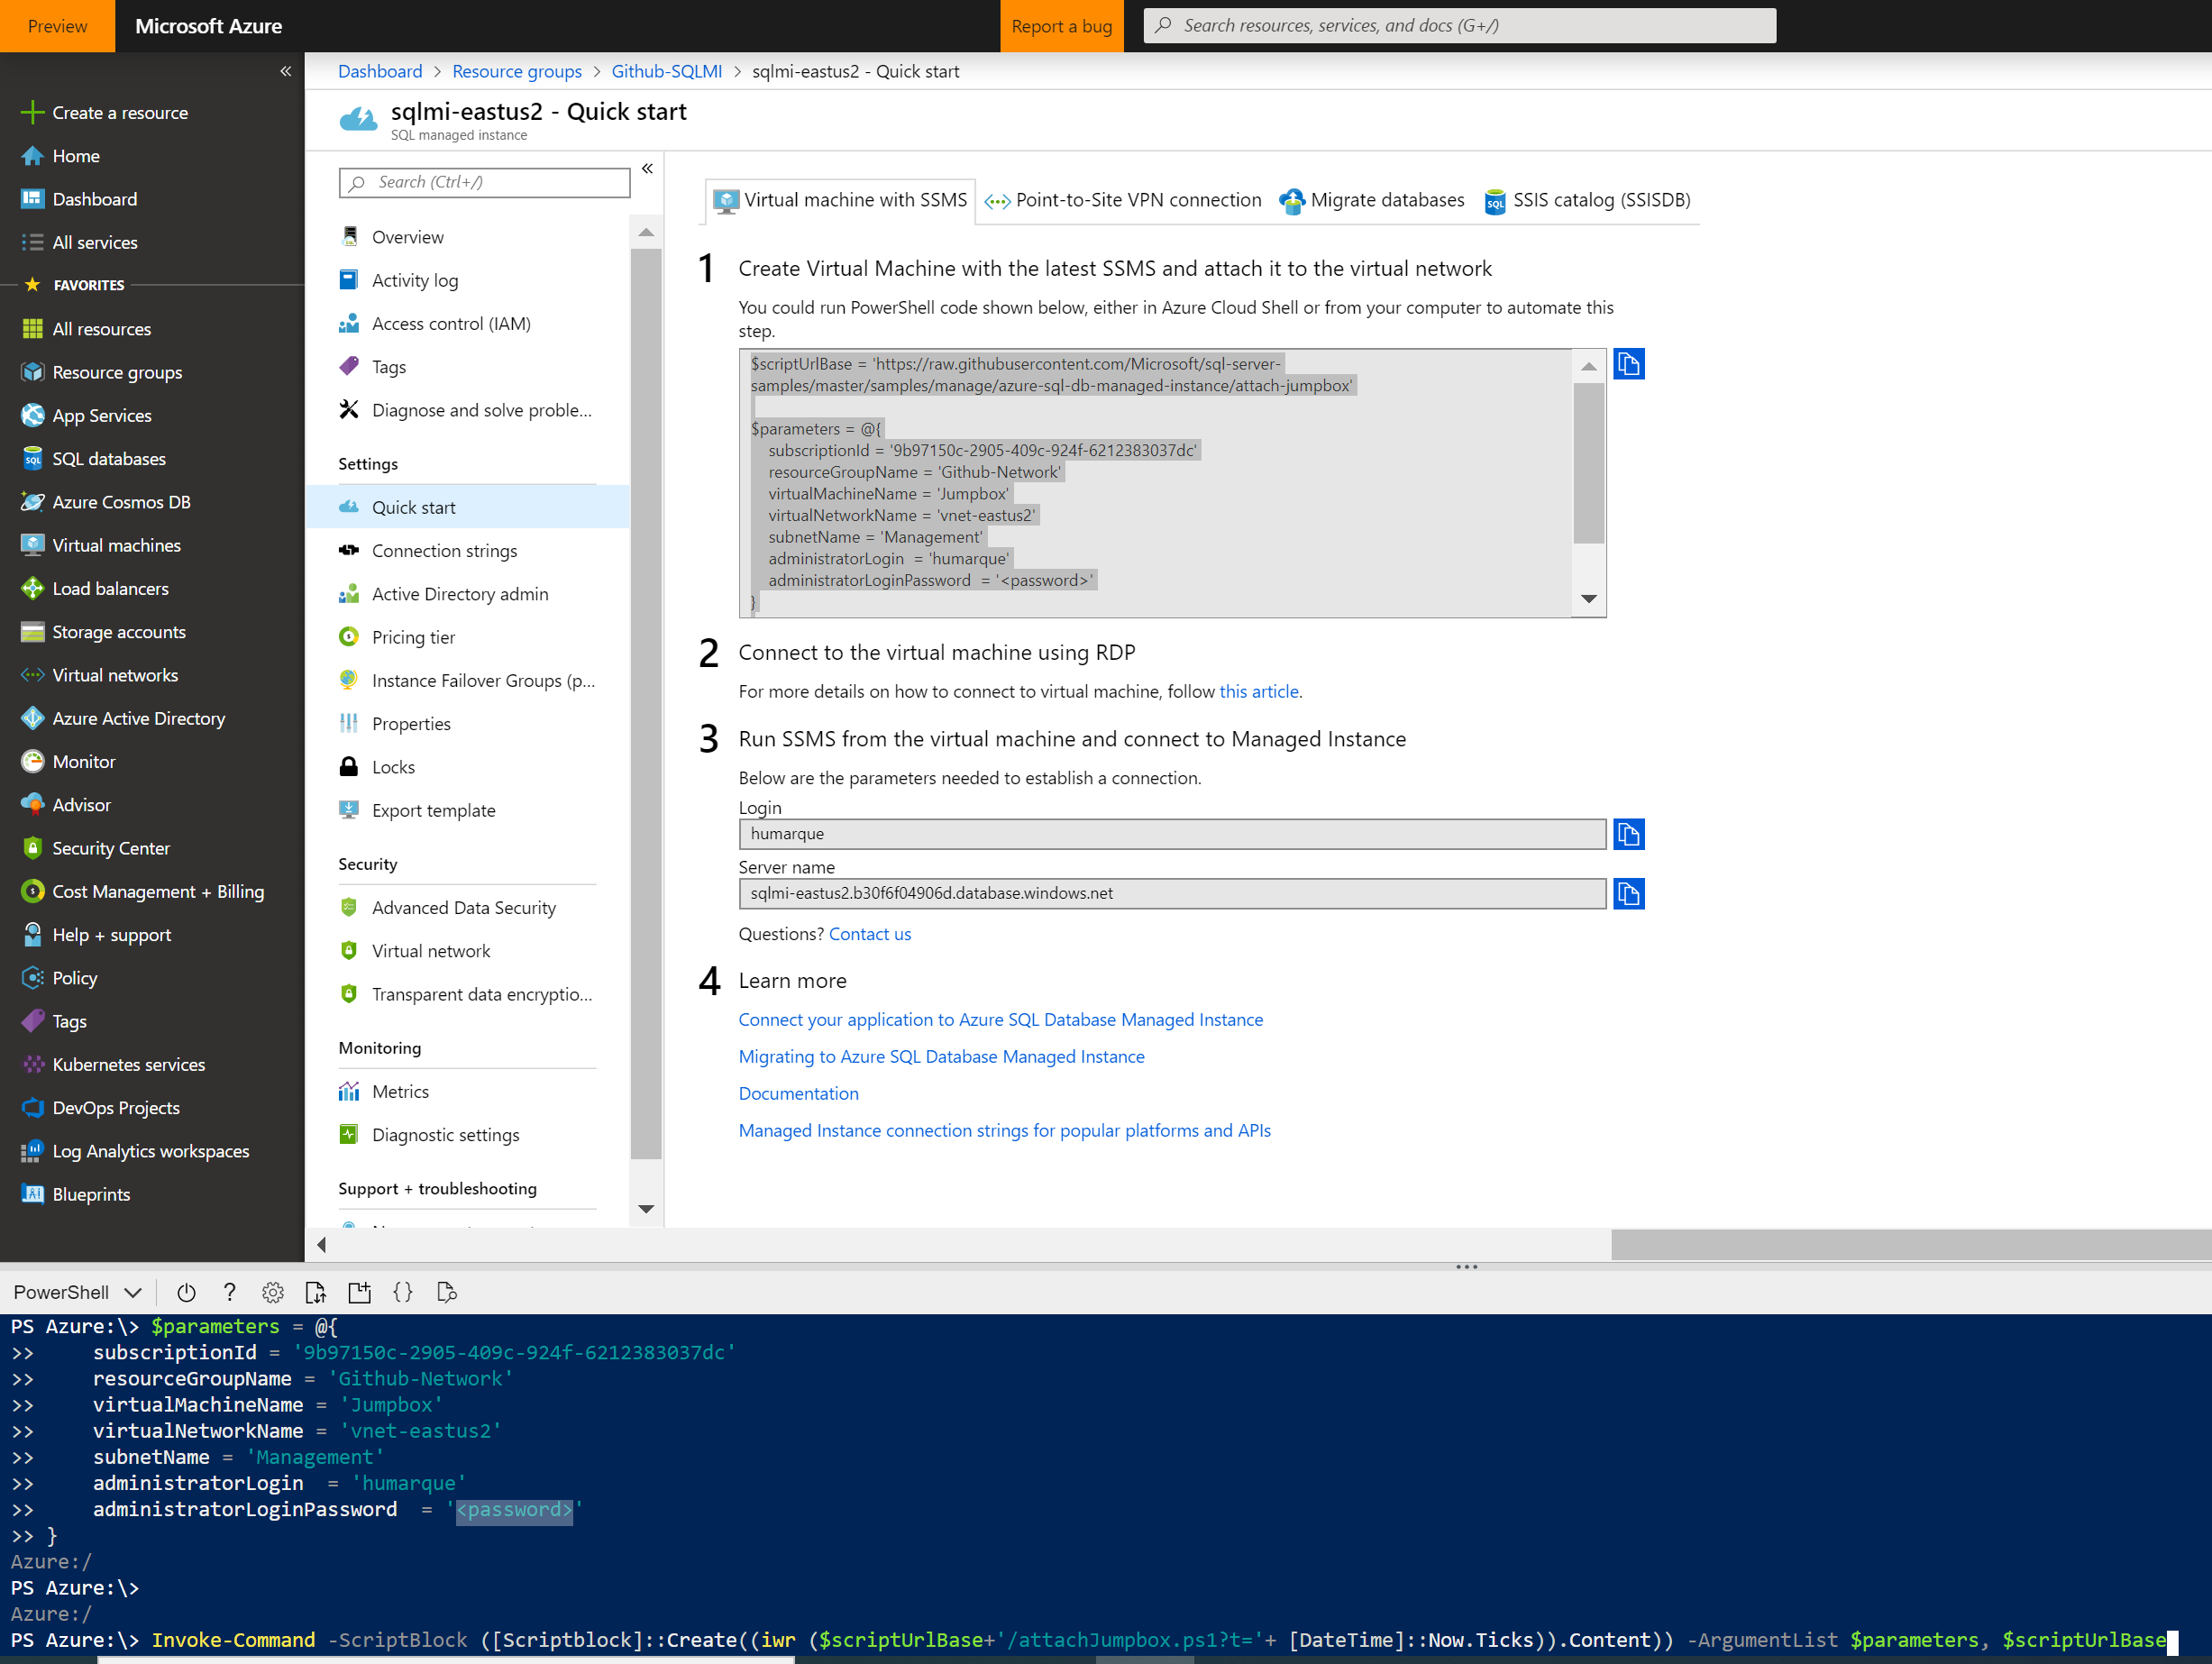 Preview
Microsoft Azure
Report a bug
Search resources, services, and docs (G+/)
«
Create a resource
Home
Dashboard
All services
FAVORITES
All resources
Resource groups
App Services
SQL databases
Azure Cosmos DB
Virtual machines
Load balancers
Storage accounts
Virtual networks
Azure Active Directory
Monitor
Advisor
Security Center
Cost Management + Billing
Help + support
Policy
Tags
Kubernetes services
DevOps Projects
Log Analytics workspaces
Blueprints
Dashboard > Resource groups > Github-SQLMI > sqlmi-eastus2 - Quick start
sqlmi-eastus2 - Quick start
SQL managed instance
Search (Ctrl+/)
«
Overview
Activity log
Access control (IAM)
Tags
Diagnose and solve proble...
Settings
Quick start
Connection strings
Active Directory admin
Pricing tier
Instance Failover Groups (p...
Properties
Locks
Export template
Security
Advanced Data Security
Virtual network
Transparent data encryptio...
Monitoring
Metrics
Diagnostic settings
Support + troubleshooting
Virtual machine with SSMS
Point-to-Site VPN connection
Migrate databases
SSIS catalog (SSISDB)
1 Create Virtual Machine with the latest SSMS and attach it to the virtual network
You could run PowerShell code shown below, either in Azure Cloud Shell or from your computer to automate this
step.
$scriptUrlBase = 'https://raw.githubusercontent.com/Microsoft/sql-server-
samples/master/samples/manage/azure-sql-db-managed-instance/attach-jumpbox'
$parameters = @{
subscriptionId = '9b97150c-2905-409c-924f-6212383037dc'
resourceGroupName = 'Github-Network'
virtualMachineName = 'Jumpbox'
virtualNetworkName = 'vnet-eastus2'
subnetName = 'Management'
administratorLogin  = 'humarque'
administratorLoginPassword  = '<password>'
}
2 Connect to the virtual machine using RDP
For more details on how to connect to virtual machine, follow this article.
3 Run SSMS from the virtual machine and connect to Managed Instance
Below are the parameters needed to establish a connection.
Login
humarque
Server name
sqlmi-eastus2.b30f6f04906d.database.windows.net
Questions? Contact us
4 Learn more
Connect your application to Azure SQL Database Managed Instance
Migrating to Azure SQL Database Managed Instance
Documentation
Managed Instance connection strings for popular platforms and APIs
PowerShell ? {}
PS Azure:\> $parameters = @{
>>     subscriptionId = '9b97150c-2905-409c-924f-6212383037dc'
>>     resourceGroupName = 'Github-Network'
>>     virtualMachineName = 'Jumpbox'
>>     virtualNetworkName = 'vnet-eastus2'
>>     subnetName = 'Management'
>>     administratorLogin  = 'humarque'
>>     administratorLoginPassword  = '<password>'
>> }
Azure:/
PS Azure:\>
Azure:/
PS Azure:\> Invoke-Command -ScriptBlock ([Scriptblock]::Create((iwr ($scriptUrlBase+'/attachJumpbox.ps1?t='+ [DateTime]::Now.Ticks)).Content)) -ArgumentList $parameters, $scriptUrlBase